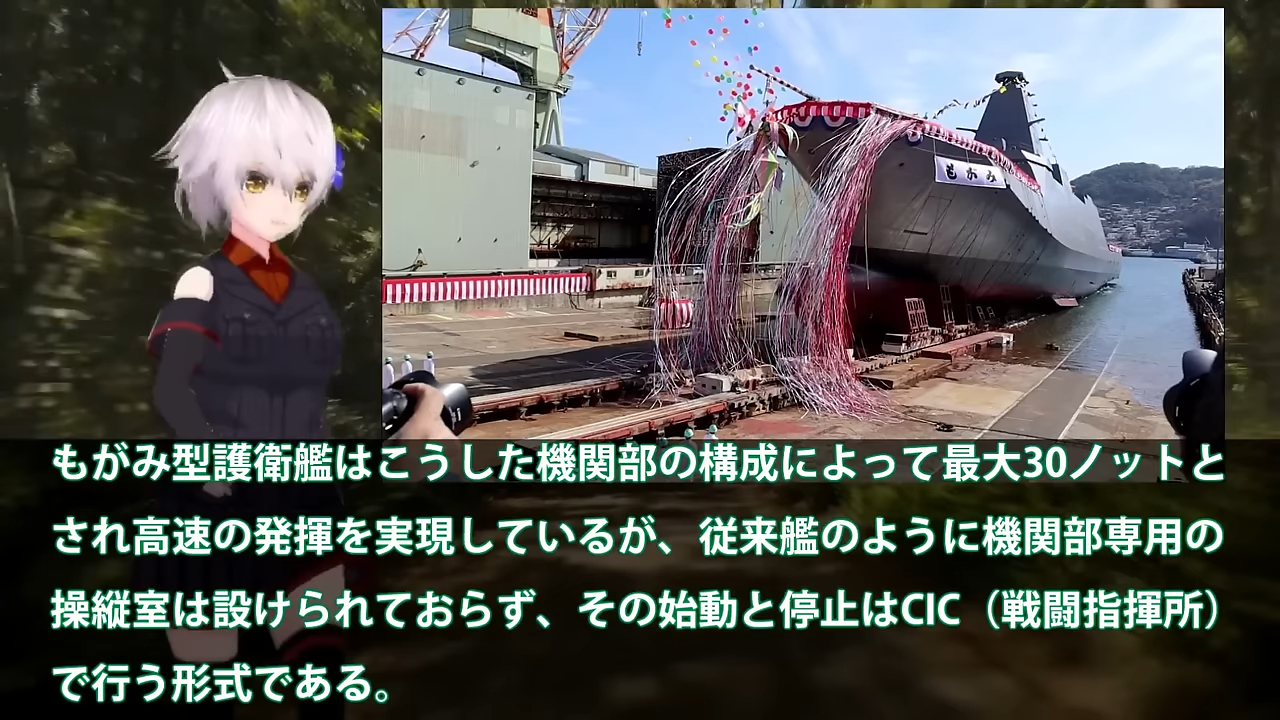 もがみ
もがみ型護衛艦はこうした機関部の構成によって最大30ノットと
され高速の発揮を実現しているが、従来艦のように機関部専用の
操縦室は設けられておらず、その始動と停止はCIC（戦闘指揮所）
で行う形式である。